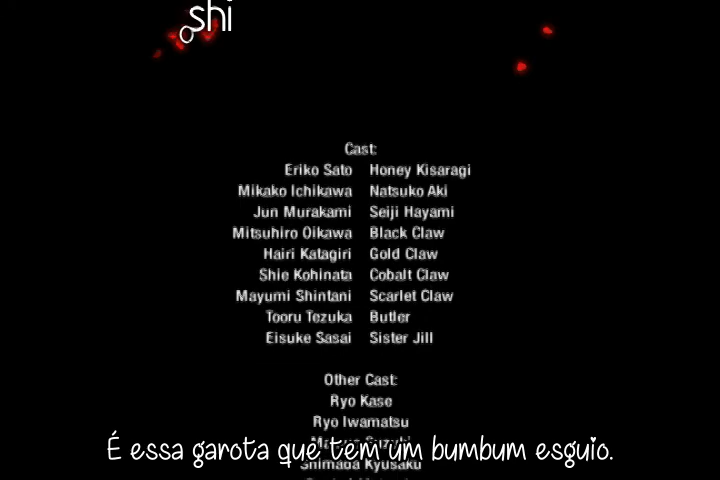 shi
Cast:
Eriko Sato Honey Kisaragi
Mikako Ichikawa Natsuko Aki
Jun Murakami Seiji Hayami
Mitsuhiro Oikawa Black Claw
Hairi Katagiri Gold Claw
Shie Kohinata Cobalt Claw
Mayumi Shintani Scarlet Claw
Tooru Tezuka Butler
Eisuke Sasai Sister Jill
Other Cast:
Ryo Kase
Ryo Iwamatsu
É essa garota que tem um bumbum esguio.
Shimada Kyusaku